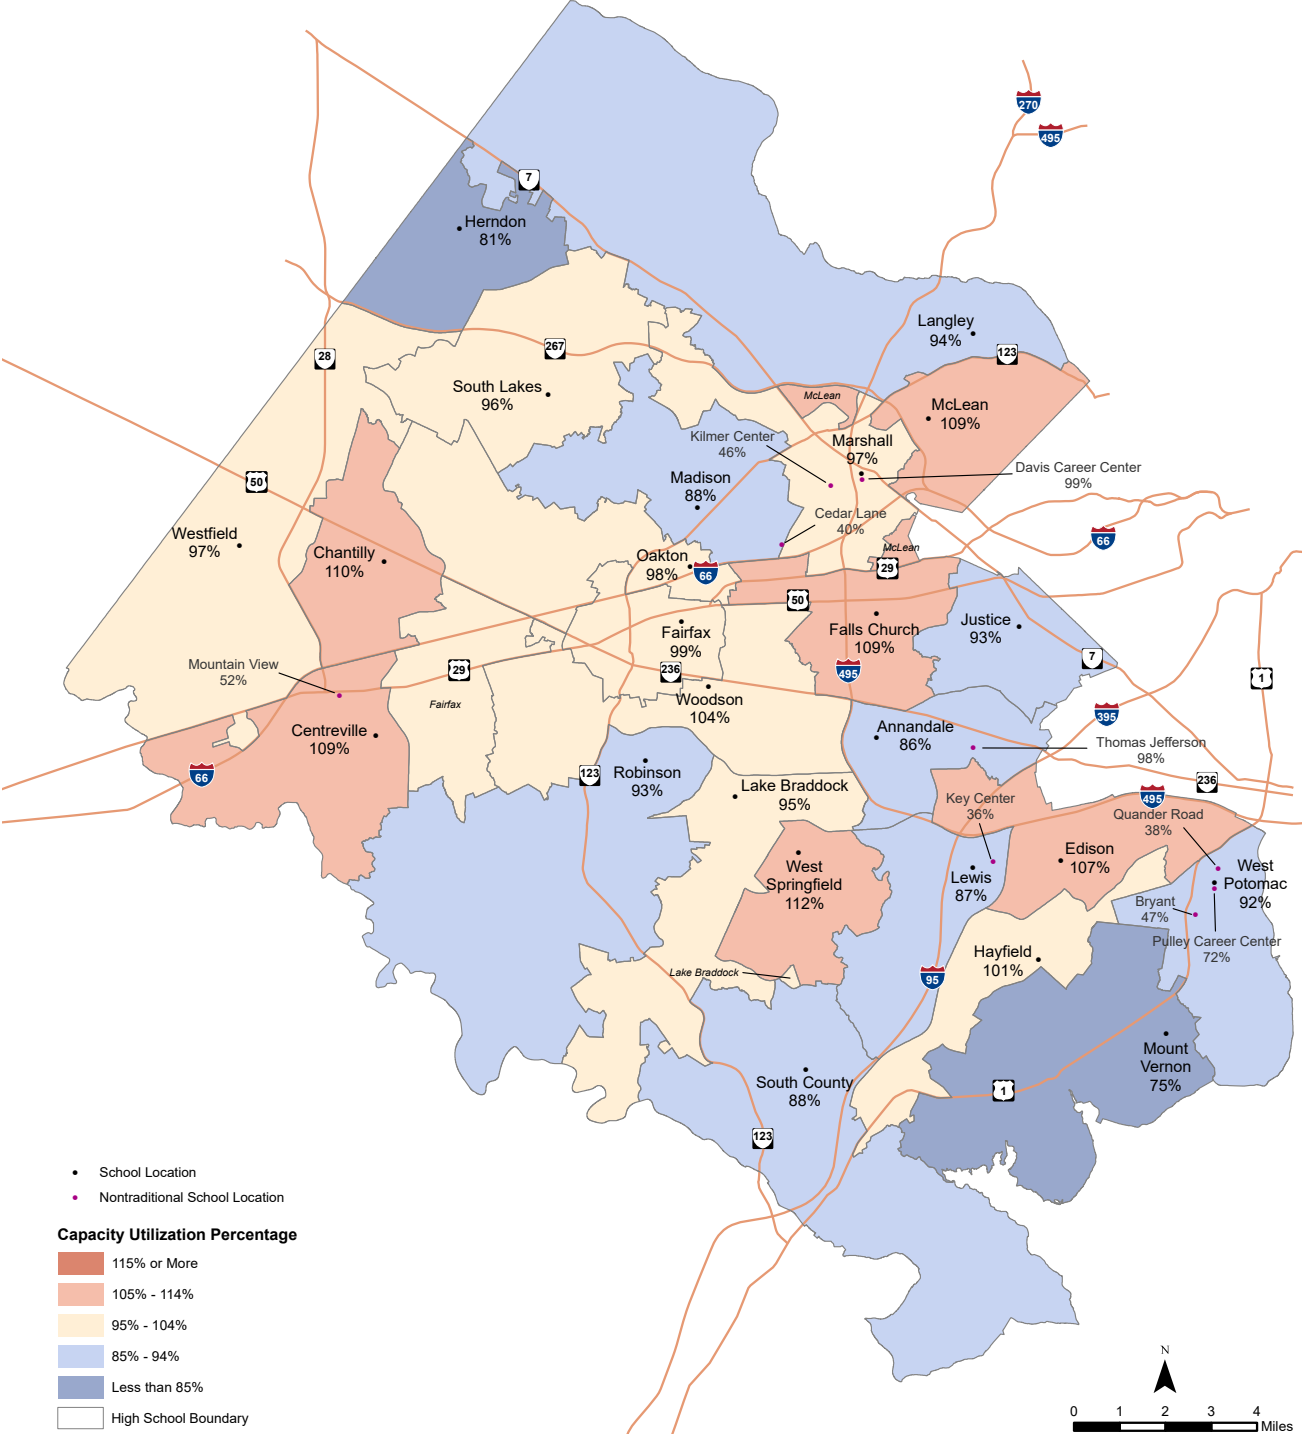 270
495
7
Herndon
81%
Langley
94%
123
28
267
South Lakes
96%
McLean
McLean
109%
Kilmer Center
46%
Marshall
97%
Davis Career Center
99%
Madison
88%
50
Cedar Lane
40%
Westfield
97%
Chantilly
110%
Oakton
98%
66
McLean
29
66
50
Fairfax
99%
Falls Church
109%
Justice
93%
Mountain View
52%
29
236
495
7
1
Fairfax
Woodson
104%
Centreville
109%
Annandale
86%
395
Thomas Jefferson
98%
66
123
Robinson
93%
Lake Braddock
95%
236
495
Key Center
36%
Quander Road
38%
West
Springfield
112%
Lewis
87%
Edison
107%
West
Potomac
92%
Bryant
47%
Pulley Career Center
72%
Lake Braddock
Hayfield
101%
95
Mount
Vernon
75%
South County
88%
1
123
School Location
Nontraditional School Location
Capacity Utilization Percentage
115% or More
105% - 114%
95% - 104%
85% - 94%
Less than 85%
High School Boundary
N
0 1 2 3 4
Miles